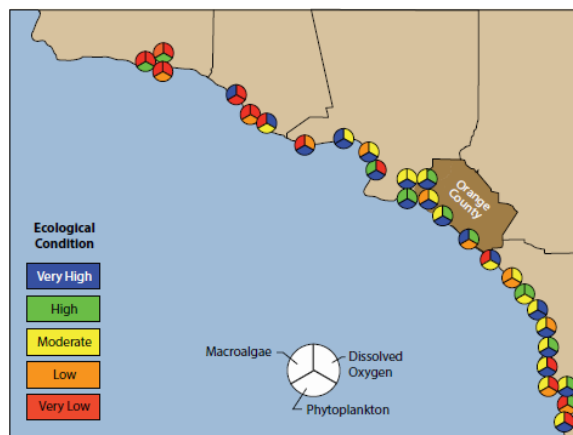 Orange
County
Ecological
Condition
Very High
High
Moderate
Low
Very Low
Macroalgae
Dissolved
Oxygen
Phytoplankton